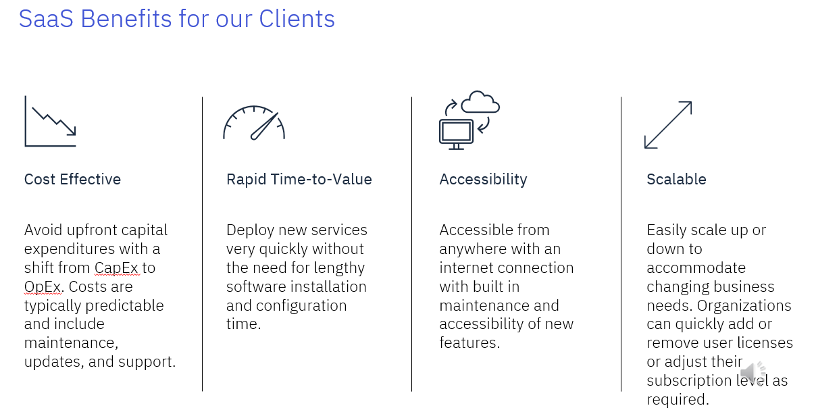 SaaS Benefits for our Clients
Cost Effective
Avoid upfront capital
expenditures with a
shift from CapEx to
OpEx. Costs are
typically predictable
and include
maintenance,
updates, and support.
Rapid Time-to-Value
Deploy new services
very quickly without
the need for lengthy
software installation
and configuration
time.
Accessibility
Accessible from
anywhere with an
internet connection
with built in
maintenance and
accessibility of new
features.
Scalable
Easily scale up or
down to
accommodate
changing business
needs. Organizations
can quickly add or
remove user licenses
or adjust their
subscription level as
required.